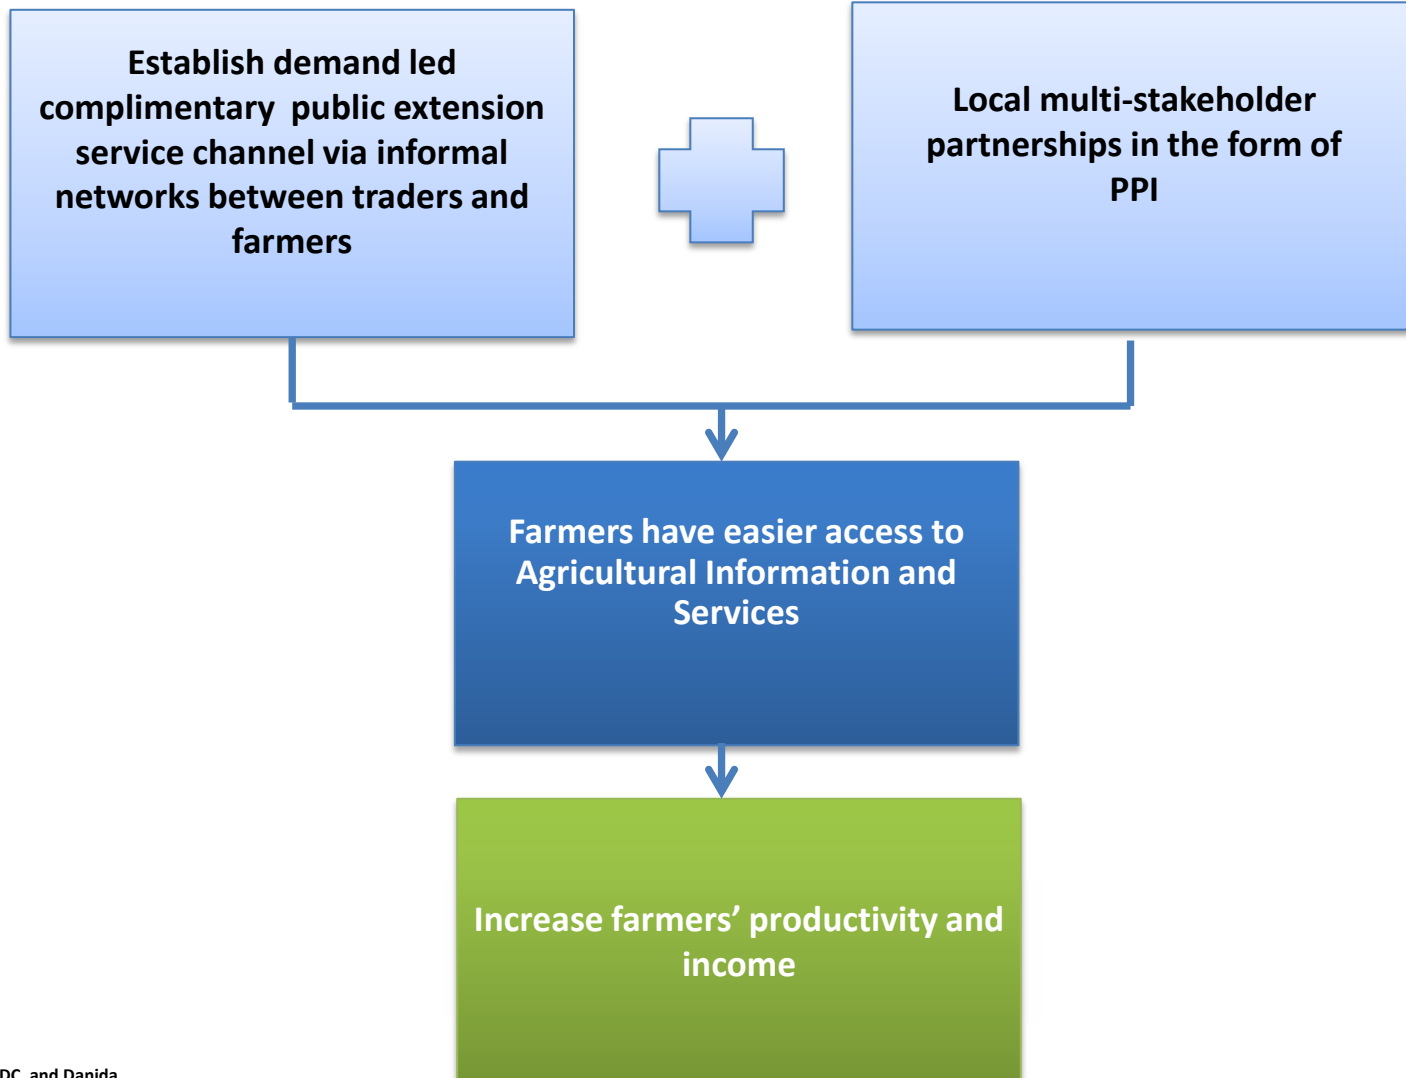 Establish demand led
complimentary  public extension
service channel via informal
networks between traders and
farmers
Local multi-stakeholder
partnerships in the form of
PPI
Farmers have easier access to
Agricultural Information and
Services
Increase farmers’ productivity and
income
DC, and Danida